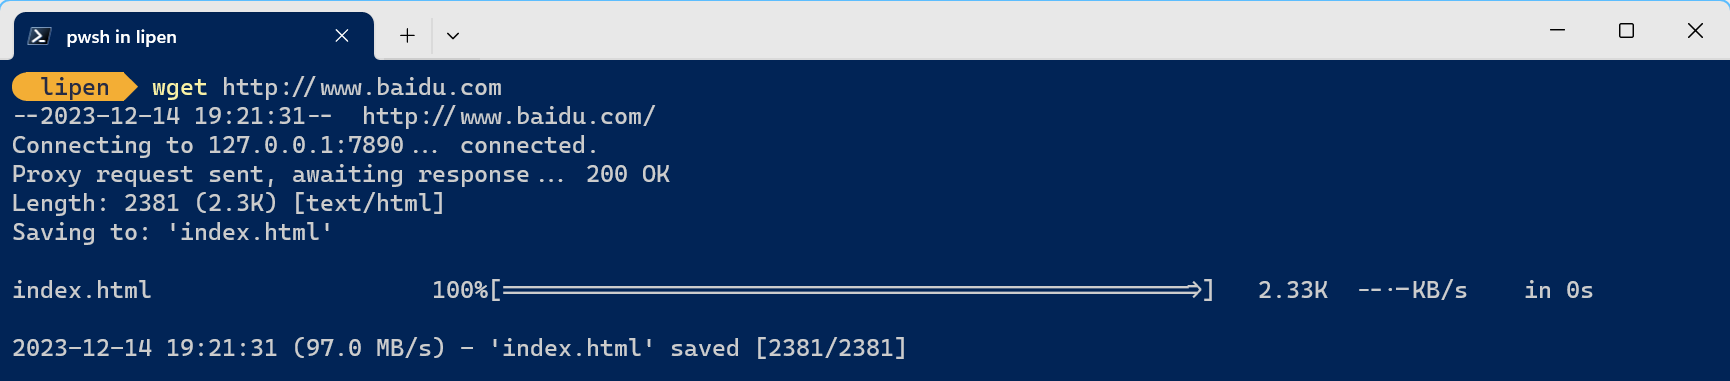 pwsh in lipen
lipen wget http://www.baidu.com
--2023-12-14 19:21:31--  http://www.baidu.com/
Connecting to 127.0.0.1:7890... connected.
Proxy request sent, awaiting response... 200 OK
Length: 2381 (2.3K) [text/html]
Saving to: 'index.html'
index.html                    100%[=================================================>]   2.33K  --.-KB/s    in 0s
2023-12-14 19:21:31 (97.0 MB/s) - 'index.html' saved [2381/2381]